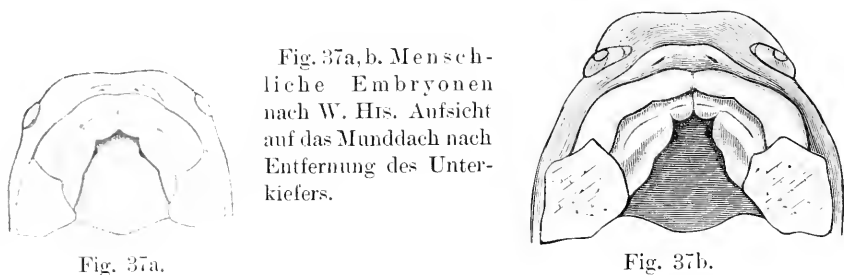 Fig. 37a, b. Mensch-
liche Embryonen
nach W. HIS. Aufsicht
auf das Munddach nach
Entfernung des Unter-
kiefers.
Fig. 37a.
Fig. 37b.